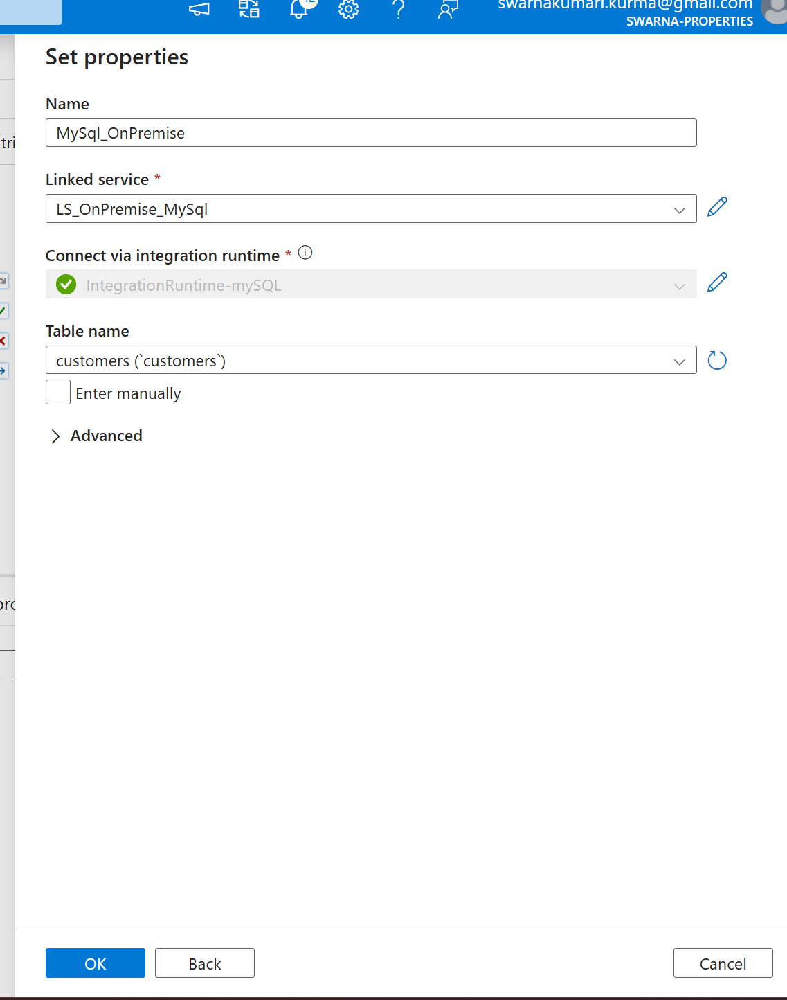 swarnakumari.kurma@gmail.com
SWARNA-PROPERTIES
Set properties
Name
MySql_OnPremise
tri
Linked service *
LS_OnPremise_MySql
Connect via integration runtime *
IntegrationRuntime-mySQL
Table name
customers (`customers`)
Enter manually
Advanced
OK
Back
Cancel